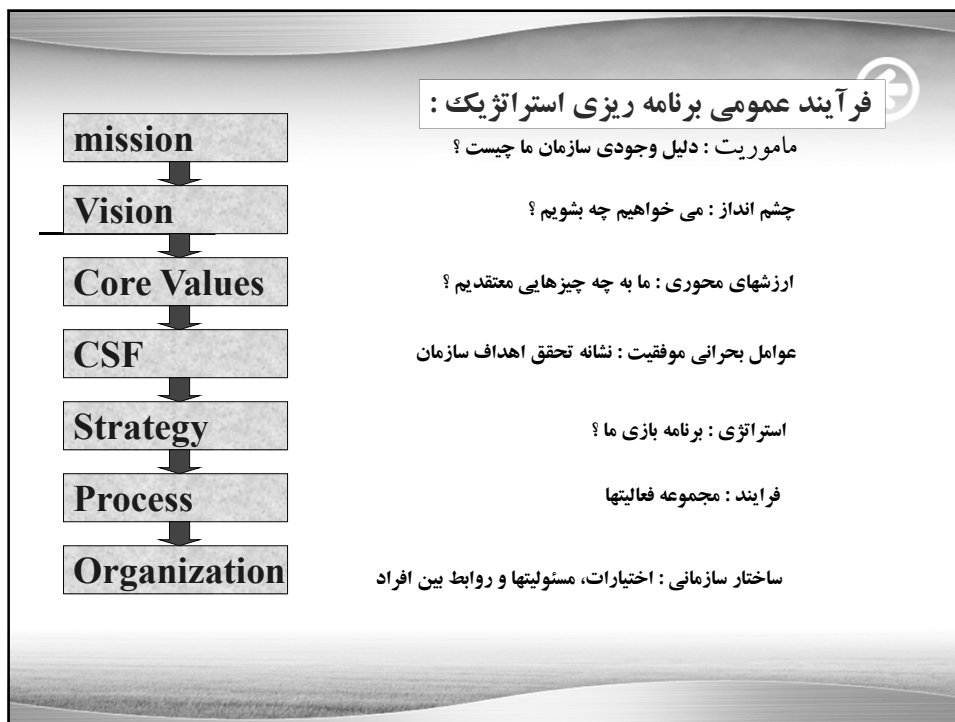 فرآیند عمومی برنامه ریزی استراتژیک :
mission
ماموریت : دلیل وجودی سازمان ما چیست ؟
Vision
چشم انداز : می خواهیم چه بشویم ؟
Core Values
ارزشهای محوری : ما به چه چیزهایی معتقدیم ؟
CSF
عوامل بحرانی موفقیت : نشانه تحقق اهداف سازمان
Strategy
استراتژی : برنامه بازی ما ؟
Process
فرایند : مجموعه فعالیتها
Organization
ساختار سازمانی : اختیارات، مسئولیتها و روابط بین افراد